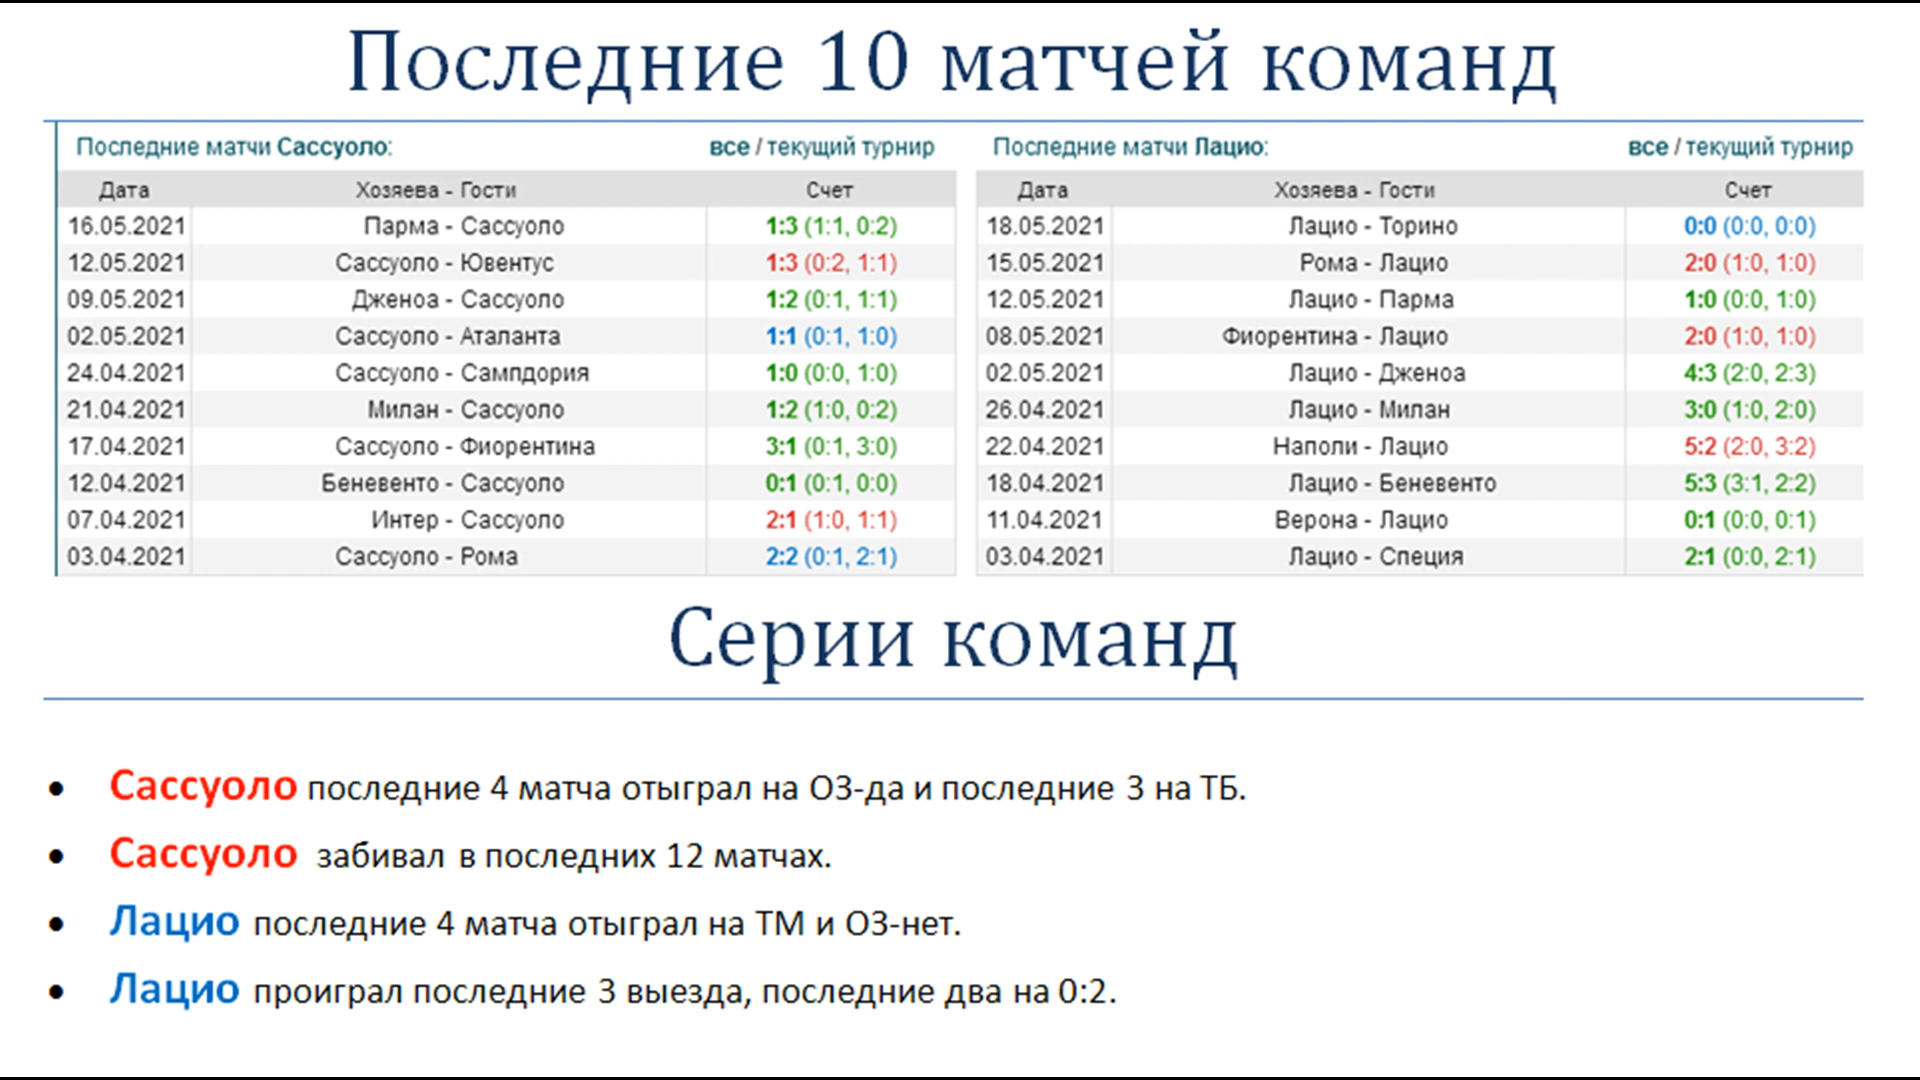 Последние 10 матчей команд
Последние матчи Сассуоло: все / текущий турнир
Дата Хозяева - Гости Счет
16.05.2021 Парма - Сассуоло 1:3 (1:1, 0:2)
12.05.2021 Сассуоло - Ювентус 1:3 (0:2, 1:1)
09.05.2021 Дженоа - Сассуоло 1:2 (0:1, 1:1)
02.05.2021 Сассуоло - Аталанта 1:1 (0:1, 1:0)
24.04.2021 Сассуоло - Сампдория 1:0 (0:0, 1:0)
21.04.2021 Милан - Сассуоло 1:2 (1:0, 0:2)
17.04.2021 Сассуоло - Фиорентина 3:1 (0:1, 3:0)
12.04.2021 Беневенто - Сассуоло 0:1 (0:1, 0:0)
07.04.2021 Интер - Сассуоло 2:1 (1:0, 1:1)
03.04.2021 Сассуоло - Рома 2:2 (0:1, 2:1)
Последние матчи Лацио: все / текущий турнир
Дата Хозяева - Гости Счет
18.05.2021 Лацио - Торино 0:0 (0:0, 0:0)
15.05.2021 Рома - Лацио 2:0 (1:0, 1:0)
12.05.2021 Лацио - Парма 1:0 (0:0, 1:0)
08.05.2021 Фиорентина - Лацио 2:0 (1:0, 1:0)
02.05.2021 Лацио - Дженоа 4:3 (2:0, 2:3)
26.04.2021 Лацио - Милан 3:0 (1:0, 2:0)
22.04.2021 Наполи - Лацио 5:2 (2:0, 3:2)
18.04.2021 Лацио - Беневенто 5:3 (3:1, 2:2)
11.04.2021 Верона - Лацио 0:1 (0:0, 0:1)
03.04.2021 Лацио - Специя 2:1 (0:0, 2:1)
Серии команд
• Сассуоло последние 4 матча отыграл на ОЗ-да и последние 3 на ТБ.
• Сассуоло забивал в последних 12 матчах.
• Лацио последние 4 матча отыграл на ТМ и ОЗ-нет.
• Лацио проиграл последние 3 выезда, последние два на 0:2.